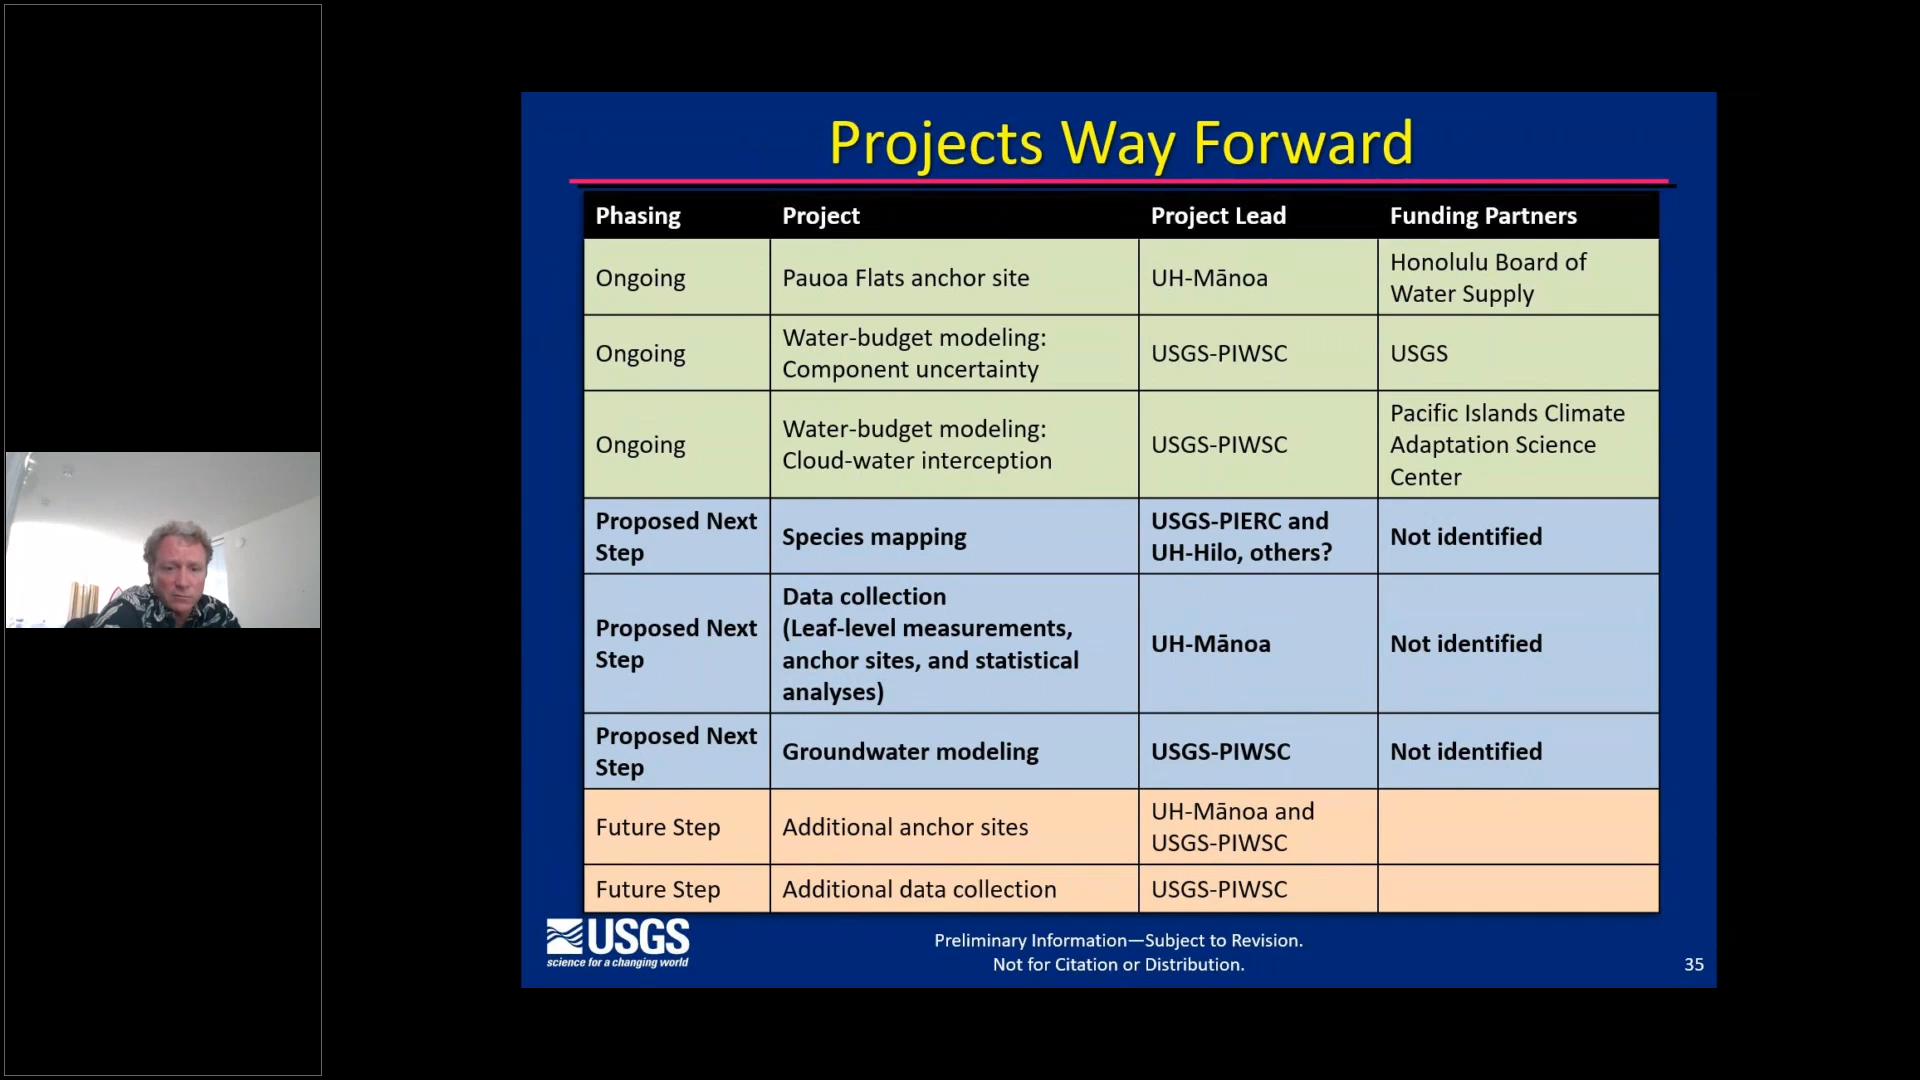 Projects Way Forward
Phasing Project Project Lead Funding Partners
Ongoing
Pauoa Flats anchor site
UH-Mānoa
Honolulu Board of
Water Supply
Ongoing
Water-budget modeling:
Component uncertainty
USGS-PIWSC
USGS
Ongoing
Water-budget modeling:
Cloud-water interception
USGS-PIWSC
Pacific Islands Climate
Adaptation Science
Center
Proposed Next
Step
Species mapping
USGS-PIERC and
UH-Hilo, others?
Not identified
Proposed Next
Step
Data collection
(Leaf-level measurements,
anchor sites, and statistical
analyses)
UH-Mānoa
Not identified
Proposed Next
Step
Groundwater modeling
USGS-PIWSC
Not identified
Future Step
Additional anchor sites
UH-Mānoa and
USGS-PIWSC
Future Step
Additional data collection
USGS-PIWSC
USGS
science for a changing world
Preliminary Information—Subject to Revision.
Not for Citation or Distribution.
35